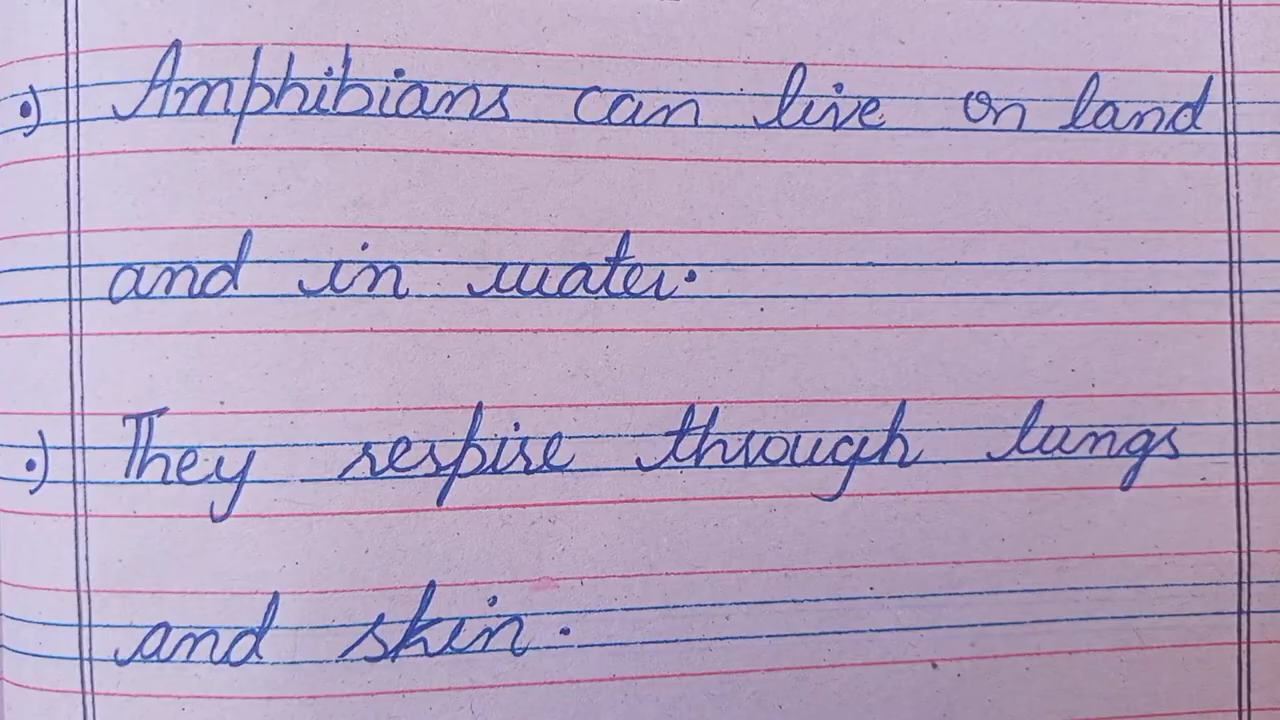 •) Amphibians can live on land
and in water.
•) They respire through lungs
and skin.